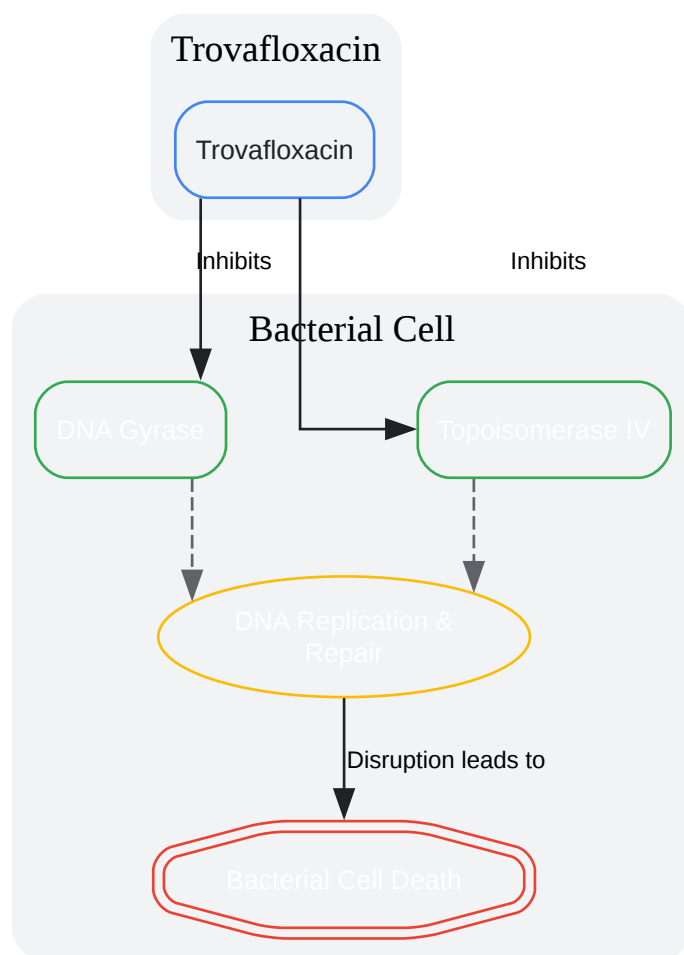 Trovafloxacin
Trovafloxacin
Inhibits
Inhibits
Bacterial Cell
DNA Gyrase
Topoisomerase IV
DNA Replication &
Repair
Disruption leads to
Bacterial Cell Death